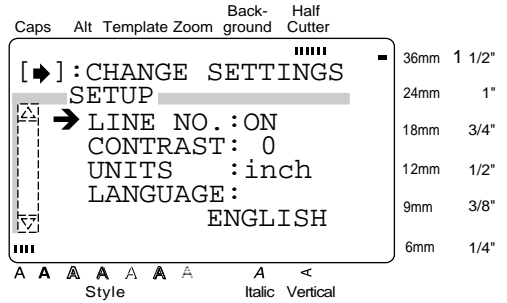 Back- Half
Caps Alt Template Zoom ground Cutter
[➡]:CHANGE SETTINGS
SETUP
➔ LINE NO.:ON
CONTRAST: 0
UNITS :inch
LANGUAGE:
ENGLISH
36mm 1 1/2"
24mm 1"
18mm 3/4"
12mm 1/2"
9mm 3/8"
6mm 1/4"
A A A A A A A A A
Style Italic Vertical